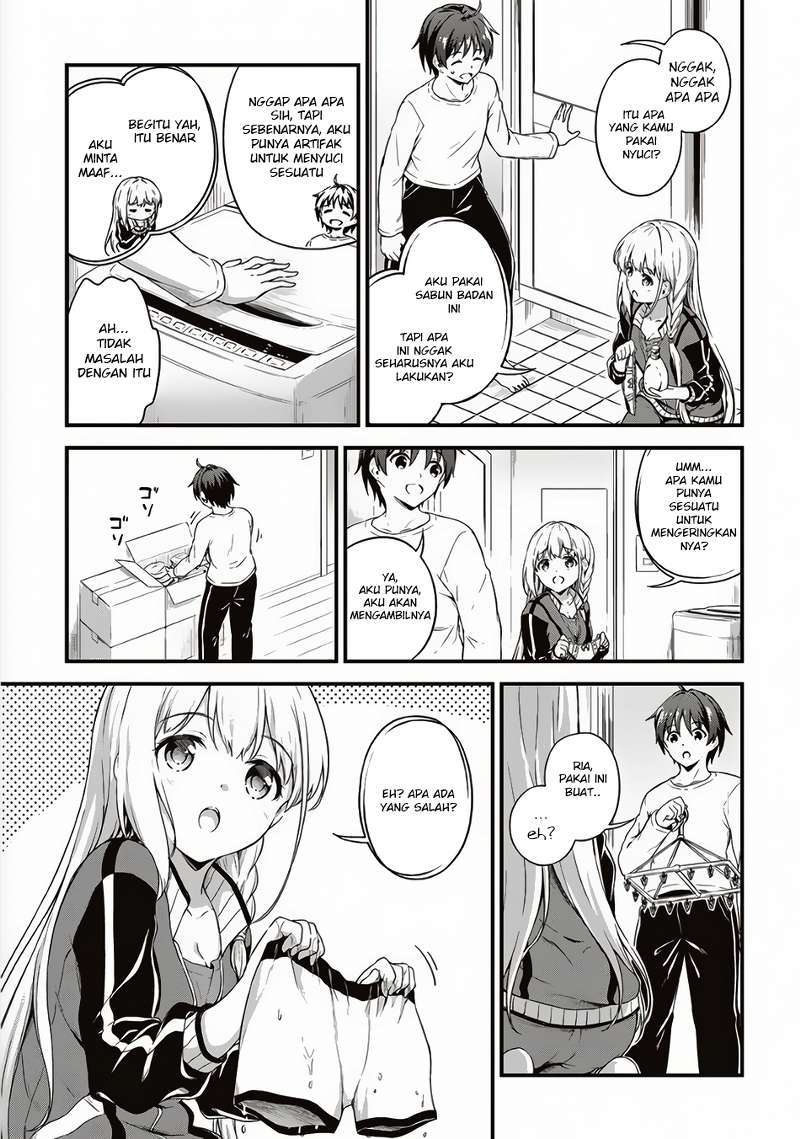 NGGAK,
NGGAK
APA APA
ITU APA
YANG KAMU
PAKAI
NYUCI?
AKU PAKAI
SABUN BADAN
INI
TAPI APA
INI NGGAK
SEHARUSNYA AKU
LAKUKAN?
NGGAP APA APA
SIH, TAPI
SEBENARNYA, AKU
PUNYA ARTIFAK
UNTUK MENYUCI
SESUATU
BEGITU YAH,
ITU BENAR
AKU
MINTA
MAAF...
AH...
TIDAK
MASALAH
DENGAN ITU
UMM...
APA KAMU
PUNYA
SESUATU
UNTUK
MENGERINGKAN
NYA?
YA,
AKU PUNYA,
AKU AKAN
MENGAMBILNYA
ゴソ
ゴソ
RIA,
PAKAI INI
BUAT..
...
eh?
EH? APA ADA
YANG SALAH?